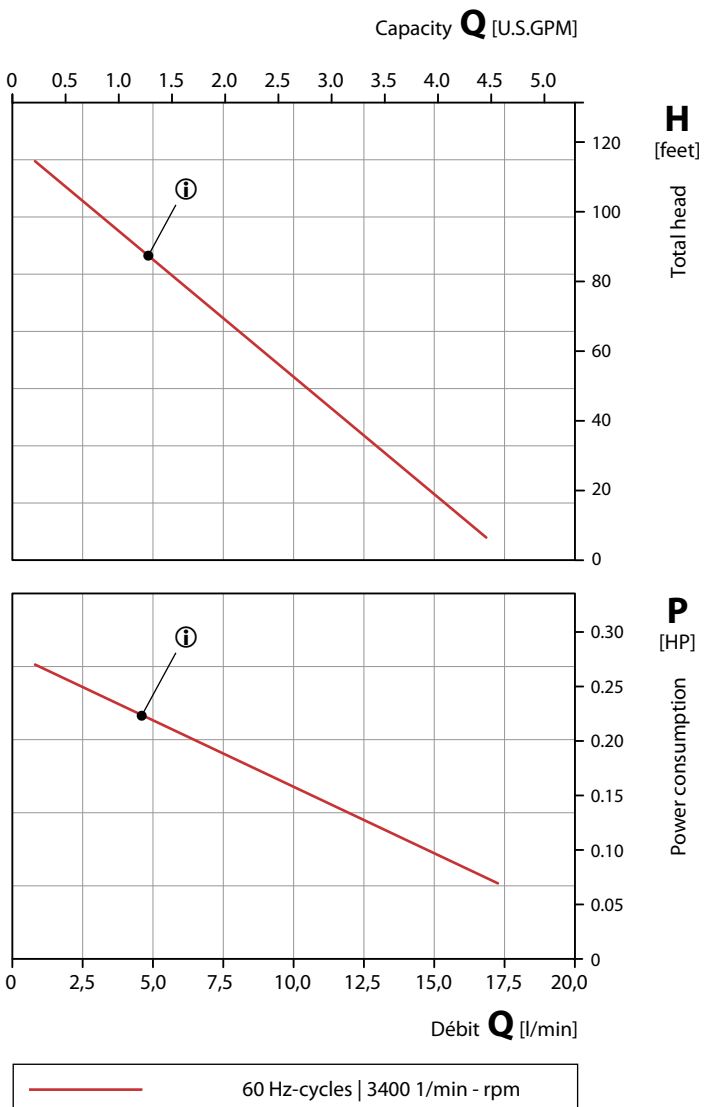 Capacity Q [U.S.GPM]
0 0.5 1.0 1.5 2.0 2.5 3.0 3.5 4.0 4.5 5.0
H
[feet]
Total head
120
100
80
60
40
20
0
i
P
[HP]
Power consumption
0.30
0.25
0.20
0.15
0.10
0.05
0
i
0 2,5 5,0 7,5 10,0 12,5 15,0 17,5 20,0
Débit Q [l/min]
60 Hz-cycles | 3400 1/min - rpm